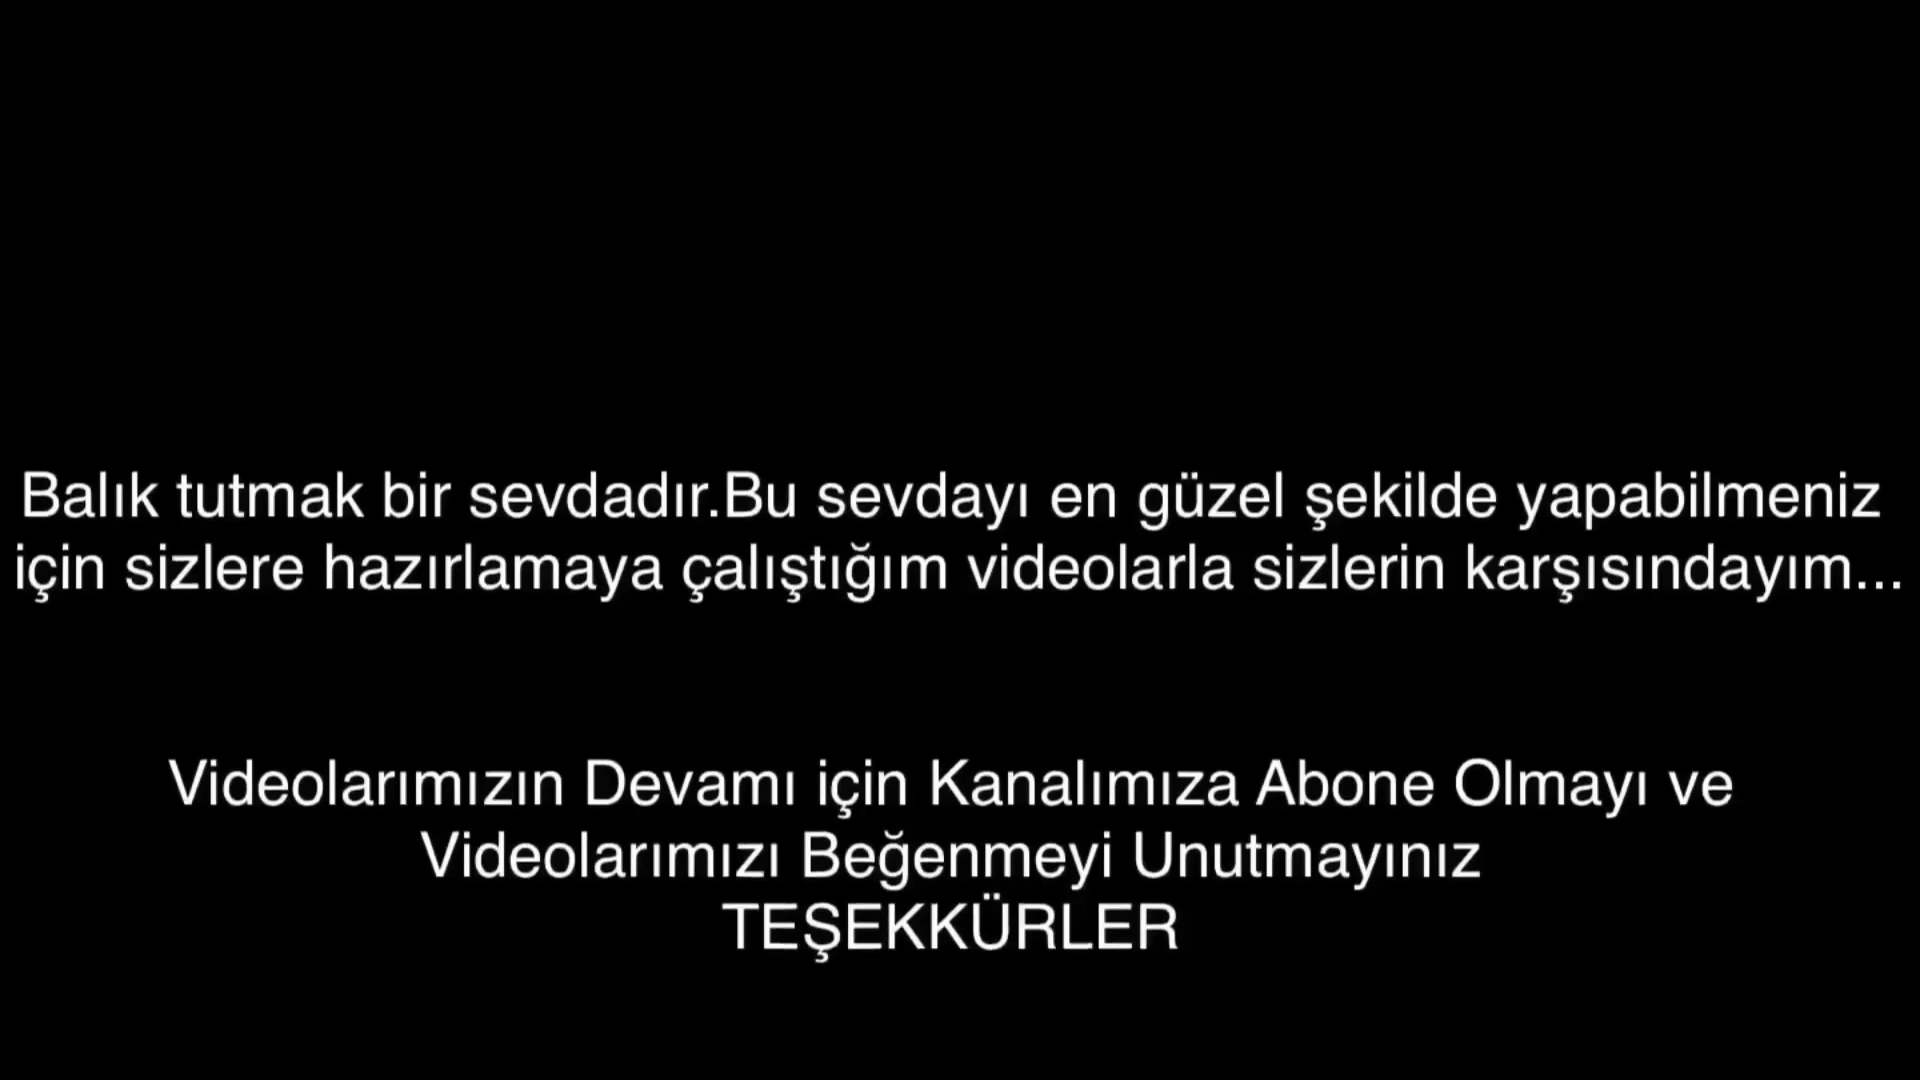 Balık tutmak bir sevdadır.Bu sevdayı en güzel şekilde yapabilmeniz
için sizlere hazırlamaya çalıştığım videolarla sizlerin karşısındayım...
Videolarımızın Devamı için Kanalımıza Abone Olmayı ve
Videolarımızı Beğenmeyi Unutmayınız
TEŞEKKÜRLER